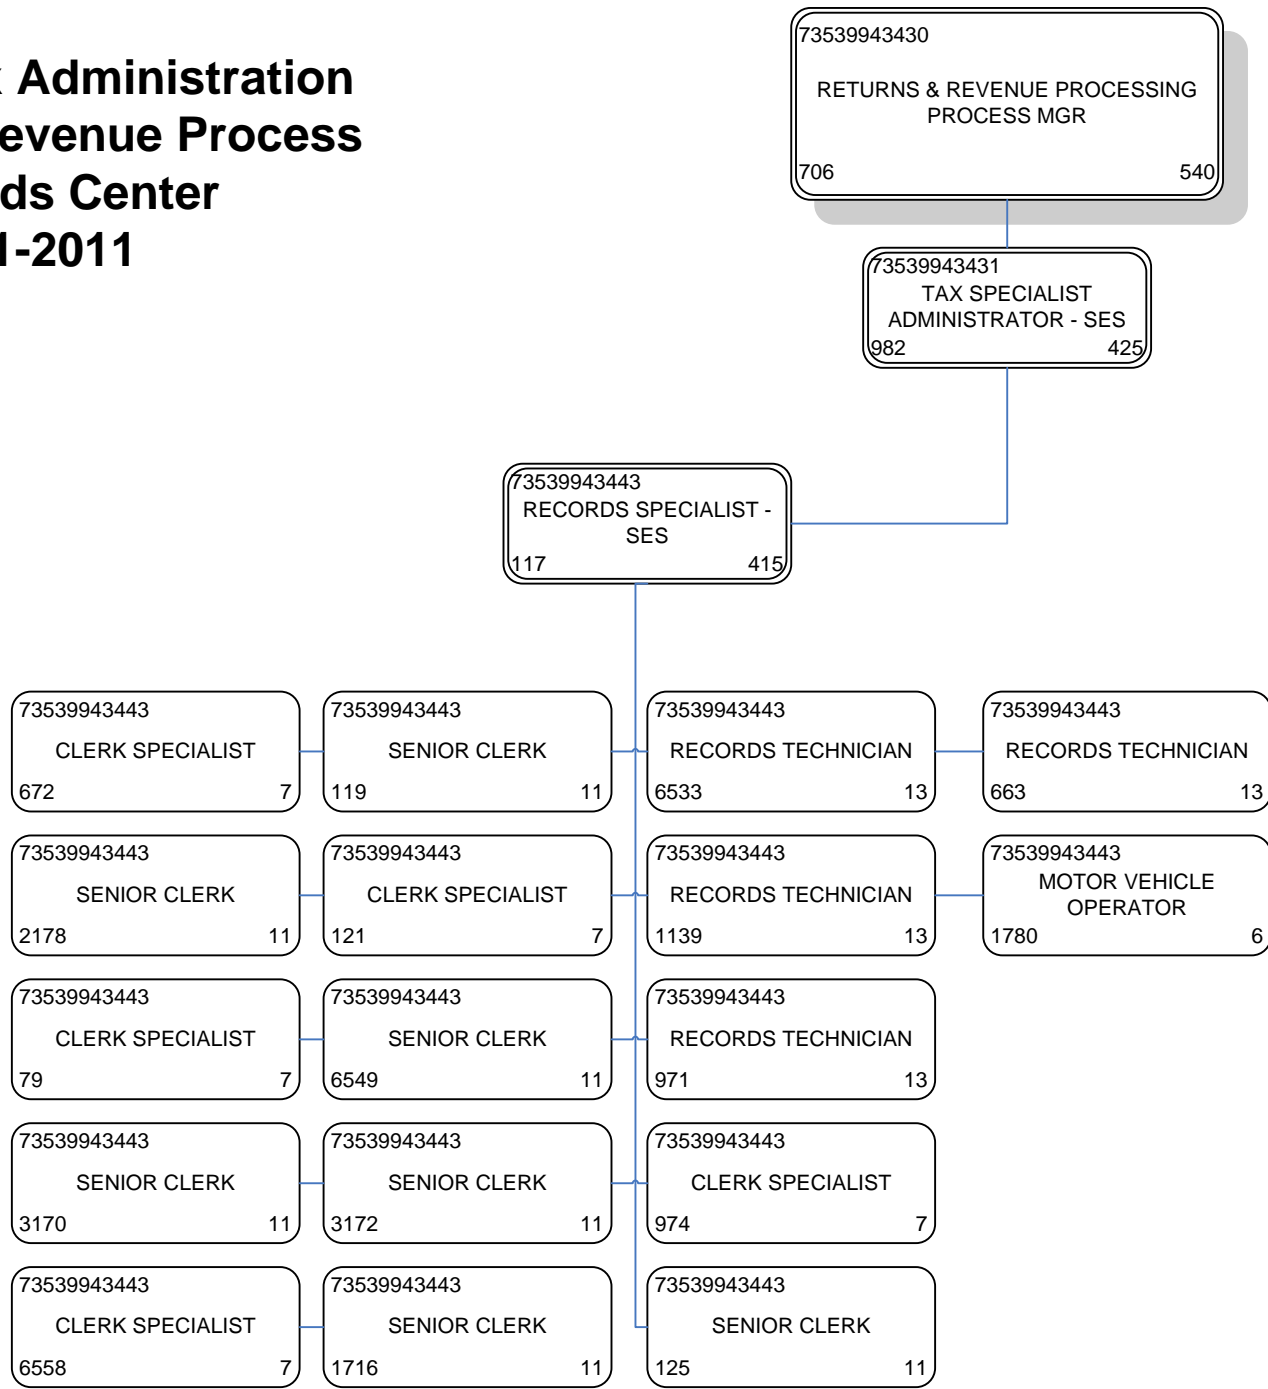 Administration
evenue Process
ds Center
1-2011
73539943430
RETURNS & REVENUE PROCESSING
PROCESS MGR
706 540
73539943431
TAX SPECIALIST
ADMINISTRATOR - SES
982 425
73539943443
RECORDS SPECIALIST -
SES
117 415
73539943443
CLERK SPECIALIST
672 7
73539943443
SENIOR CLERK
119 11
73539943443
RECORDS TECHNICIAN
6533 13
73539943443
RECORDS TECHNICIAN
663 13
73539943443
SENIOR CLERK
2178 11
73539943443
CLERK SPECIALIST
121 7
73539943443
RECORDS TECHNICIAN
1139 13
73539943443
MOTOR VEHICLE
OPERATOR
1780 6
73539943443
CLERK SPECIALIST
79 7
73539943443
SENIOR CLERK
6549 11
73539943443
RECORDS TECHNICIAN
971 13
73539943443
SENIOR CLERK
3170 11
73539943443
SENIOR CLERK
3172 11
73539943443
CLERK SPECIALIST
974 7
73539943443
CLERK SPECIALIST
6558 7
73539943443
SENIOR CLERK
1716 11
73539943443
SENIOR CLERK
125 11